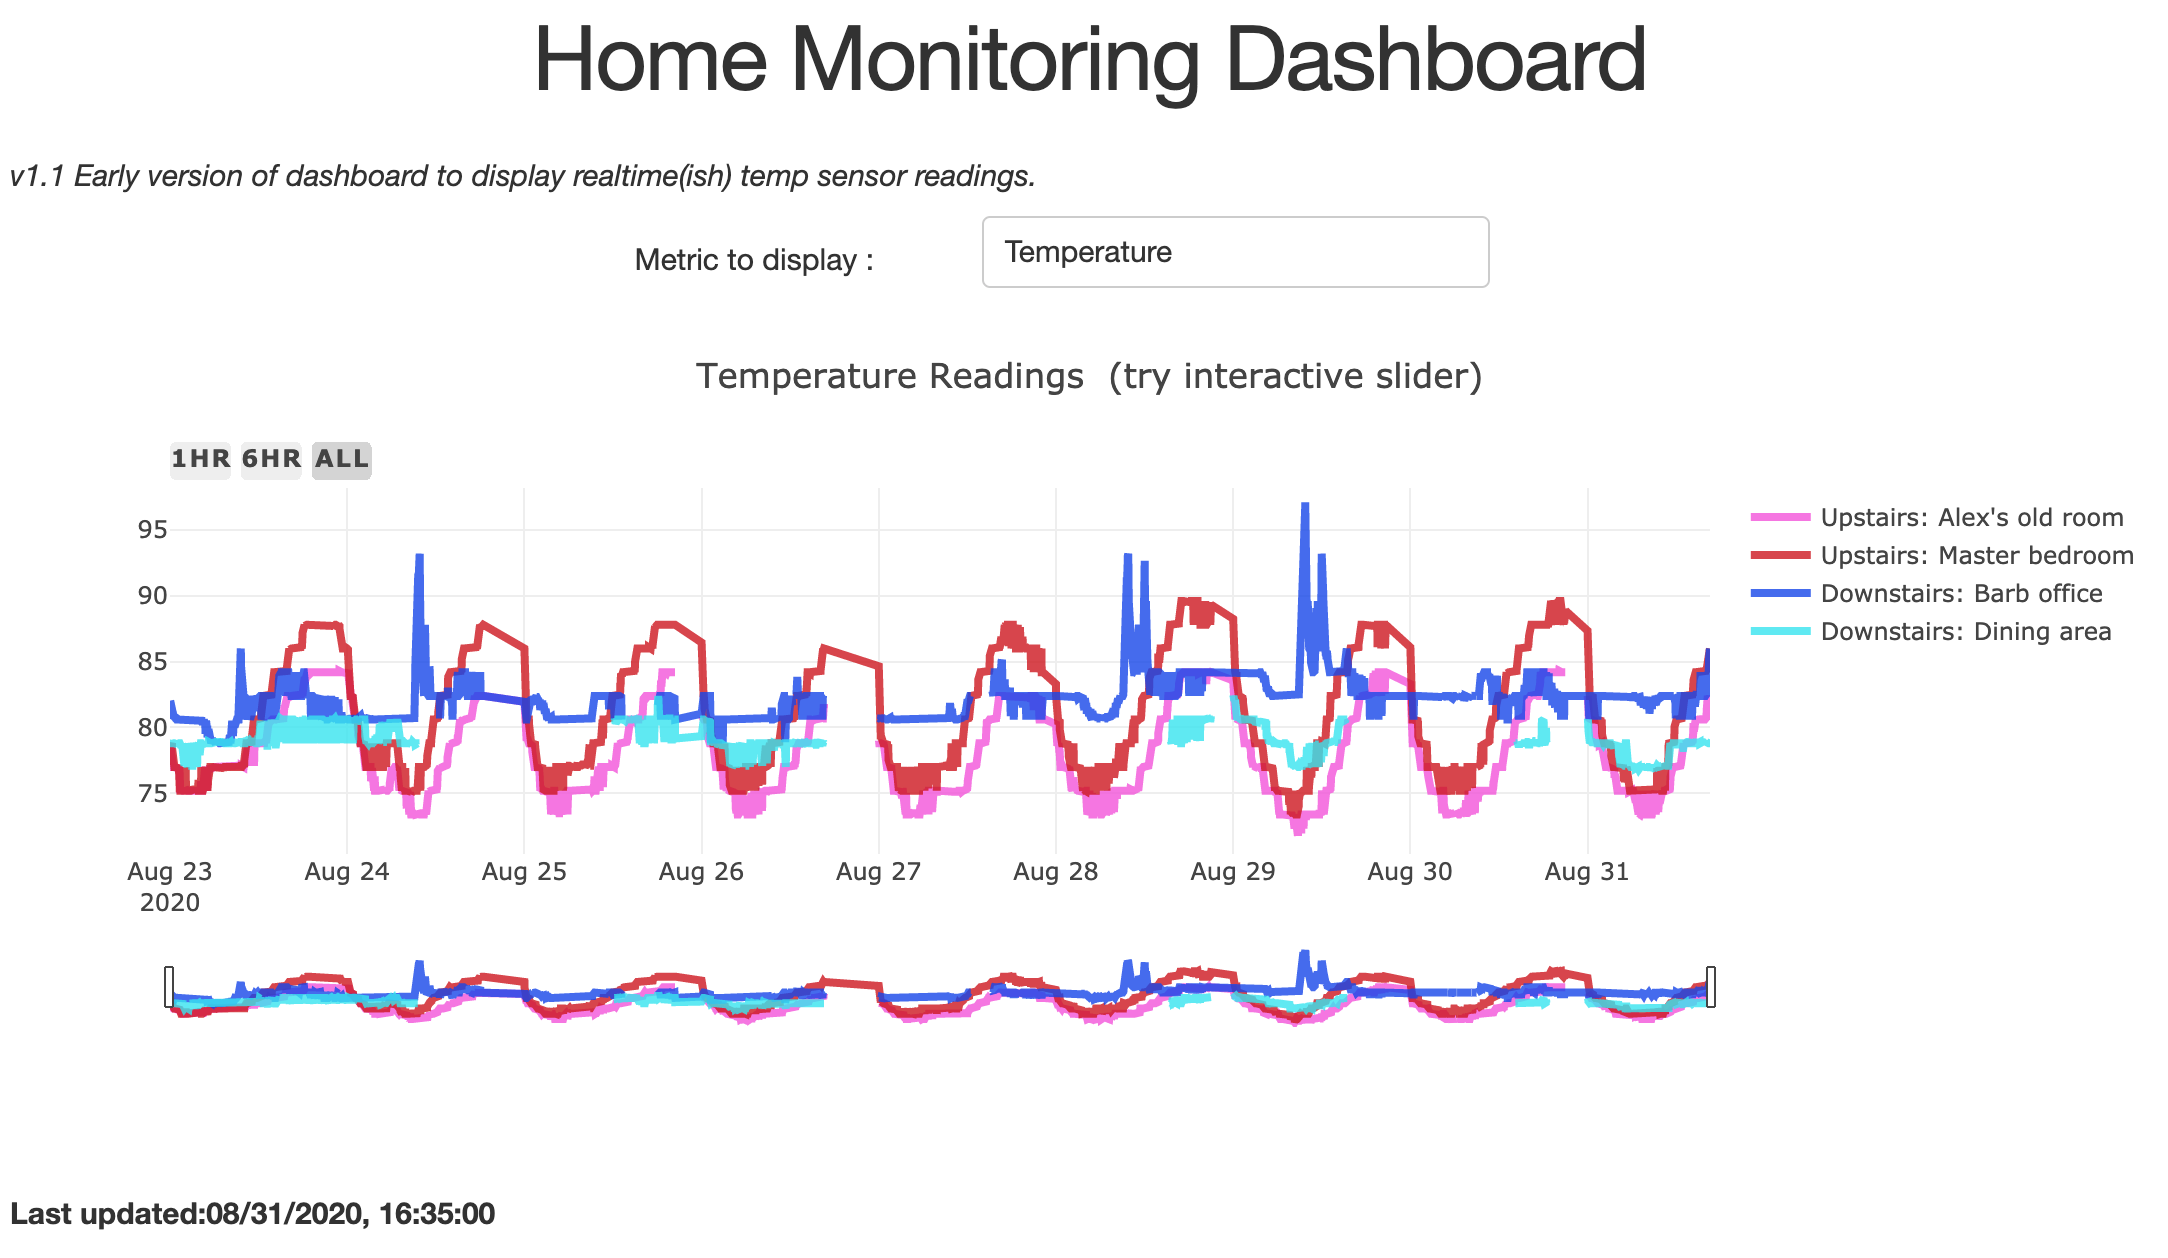 Home Monitoring Dashboard
v1.1 Early version of dashboard to display realtime(ish) temp sensor readings.
Metric to display :
Temperature
Temperature Readings  (try interactive slider)
1HR 6HR ALL
95
90
85
80
75
Upstairs: Alex's old room
Upstairs: Master bedroom
Downstairs: Barb office
Downstairs: Dining area
Aug 23 Aug 24 Aug 25 Aug 26 Aug 27 Aug 28 Aug 29 Aug 30 Aug 31
2020
Last updated:08/31/2020, 16:35:00